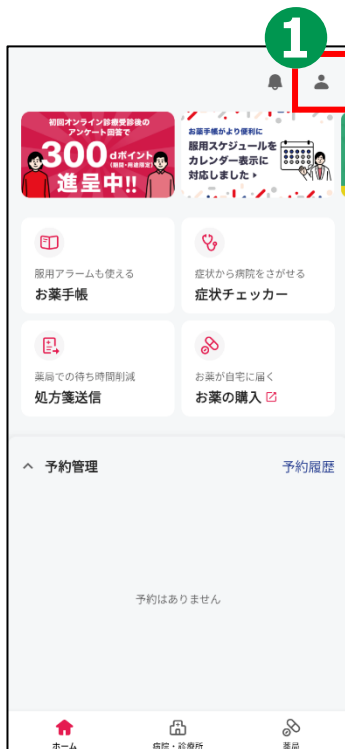 1
初回オンライン診療受診後の
アンケート回答で
300 dポイント
(期間・用途限定)
進呈中!!
お薬手帳がより便利に
服用スケジュールを
カレンダー表示に
対応しました
服用アラームも使える
お薬手帳
症状から病院をさがせる
症状チェッカー
薬局での待ち時間削減
処方箋送信
お薬が自宅に届く
お薬の購入
予約管理
予約履歴
予約はありません
ホーム
病院・診療所
薬局